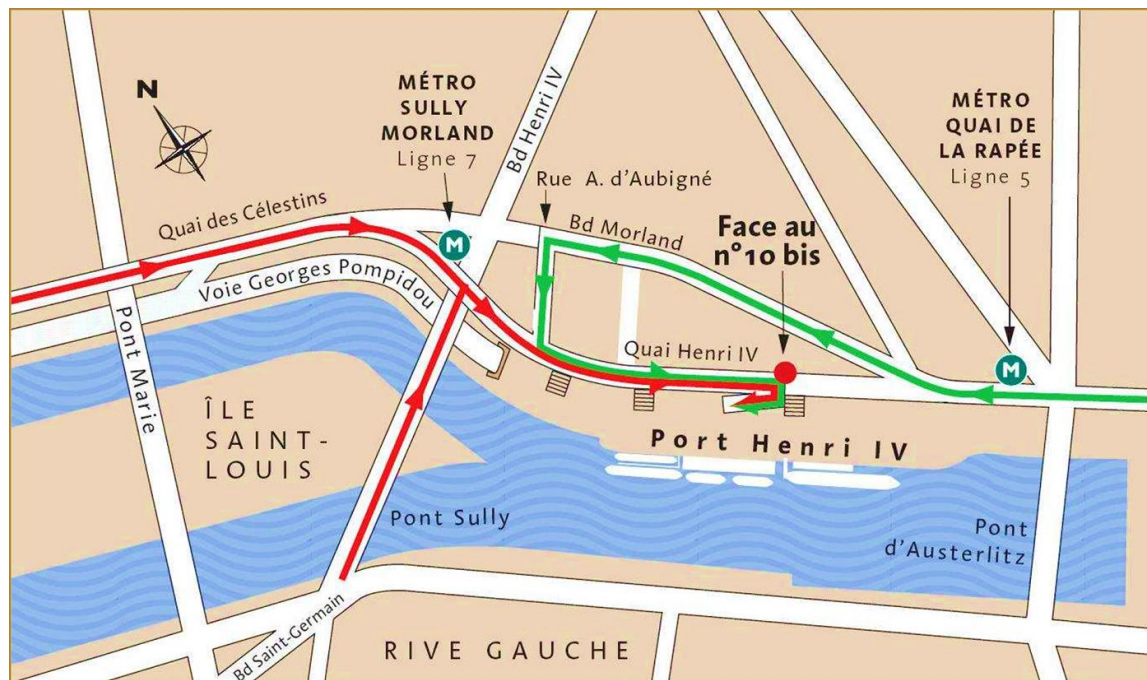 N
MÉTRO
SULLY
MORLAND
Ligne 7
Bd Henri IV
MÉTRO
QUAI DE
LA RAPÉE
Ligne 5
Rue A. d'Aubigné
Quai des Célestins
Bd Morland
Face au
n°10 bis
M
Voie Georges Pompidou
Pont Marie
Quai Henri IV
M
ÎLE
SAINT-
LOUIS
Port Henri IV
Pont Sully
Pont
d'Austerlitz
Bd Saint-Germain
RIVE GAUCHE